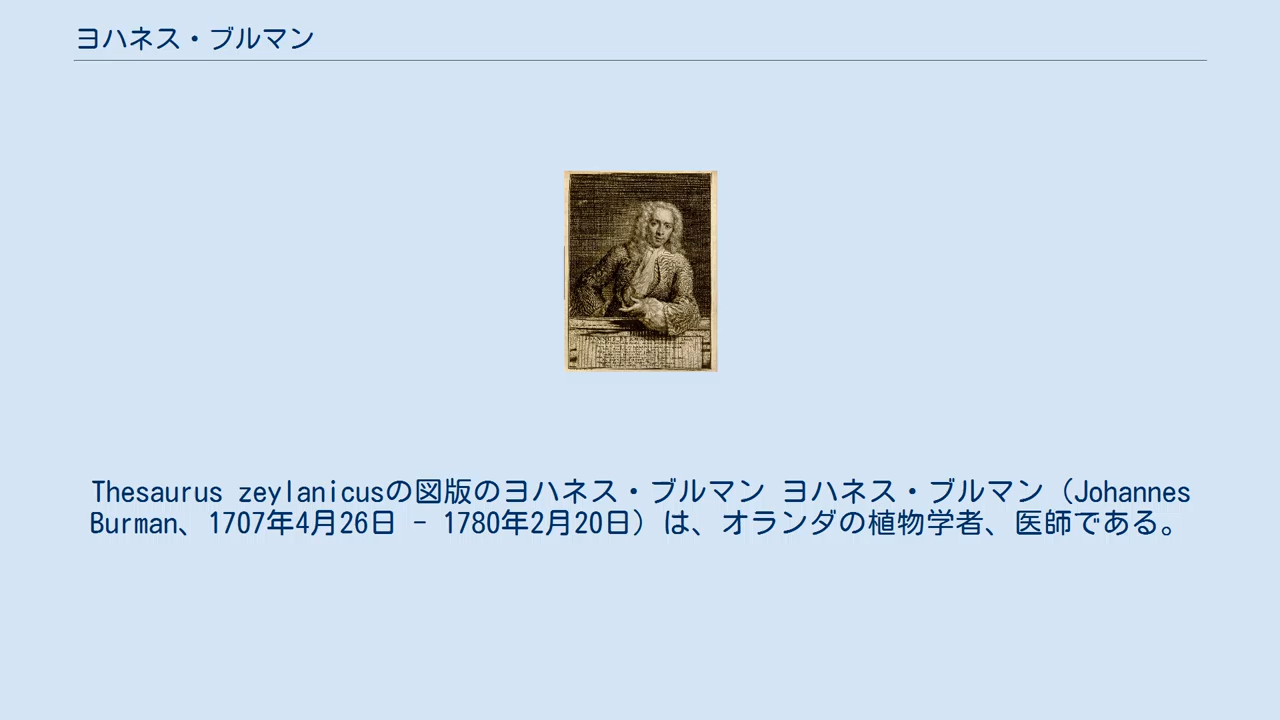 ヨハネス・ブルマン
Thesaurus zeylanicusの図版のヨハネス・ブルマン ヨハネス・ブルマン（Johannes
Burman、1707年4月26日 - 1780年2月20日）は、オランダの植物学者、医師である。